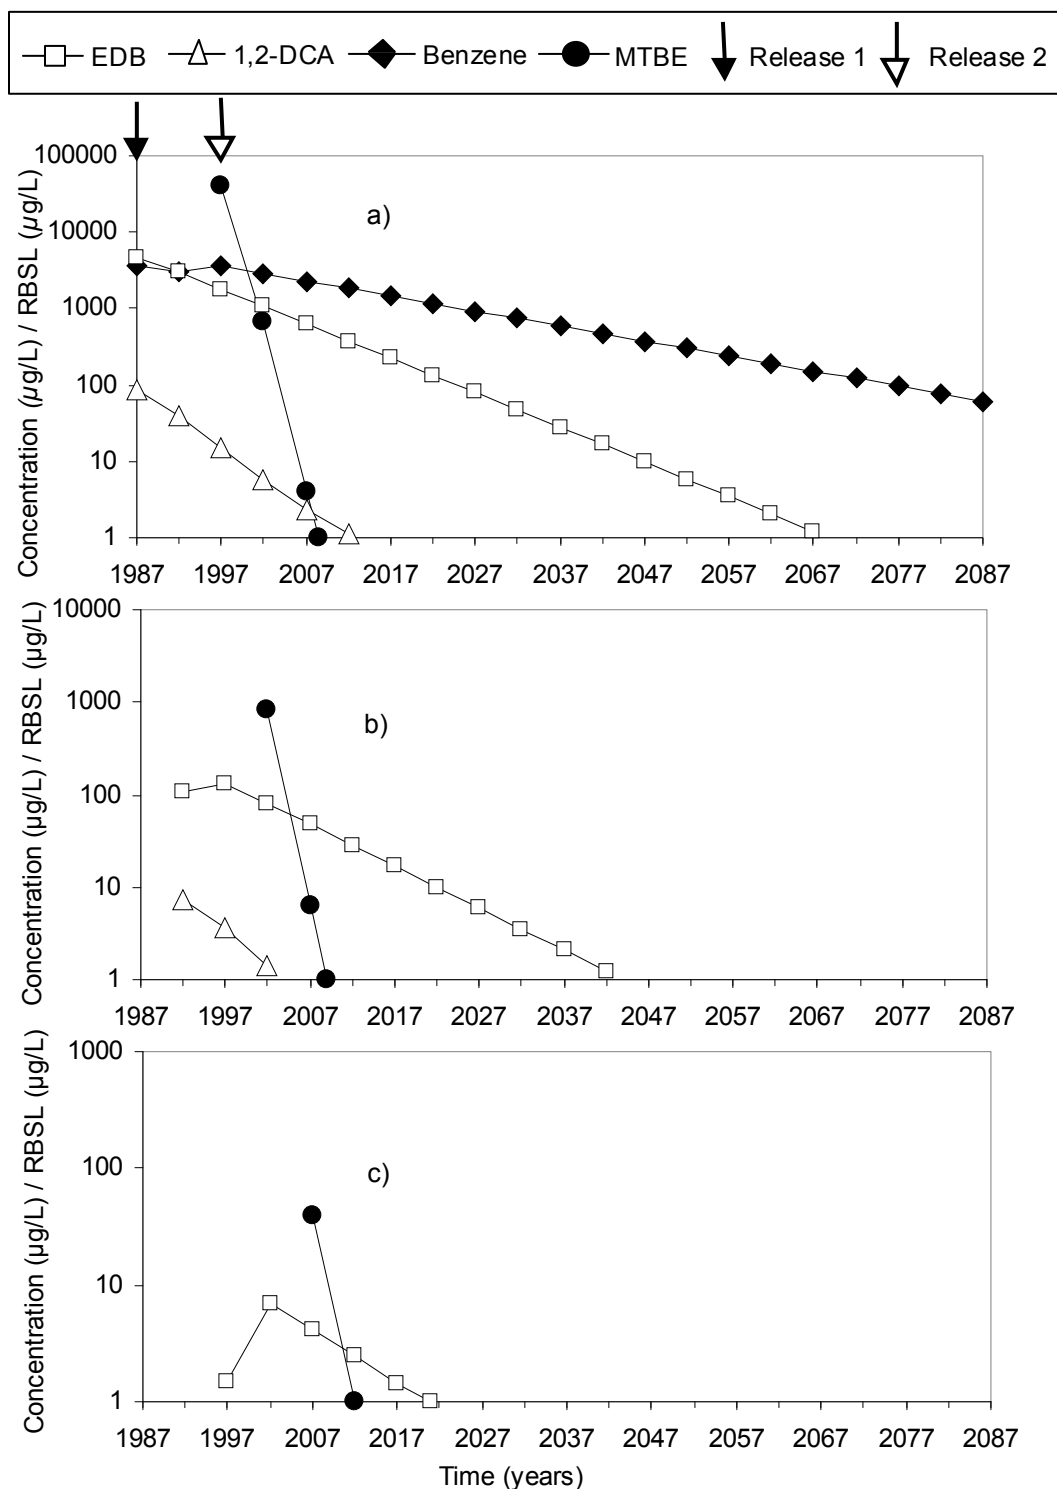 EDB 1,2-DCA Benzene MTBE Release 1 Release 2
Concentration (µg/L) / RBSL (µg/L)
100000
10000
1000
100
10
1
a)
1987 1997 2007 2017 2027 2037 2047 2057 2067 2077 2087
Concentration (µg/L) / RBSL (µg/L)
10000
1000
100
10
1
b)
1987 1997 2007 2017 2027 2037 2047 2057 2067 2077 2087
Concentration (µg/L) / RBSL (µg/L)
1000
100
10
1
c)
1987 1997 2007 2017 2027 2037 2047 2057 2067 2077 2087
Time (years)